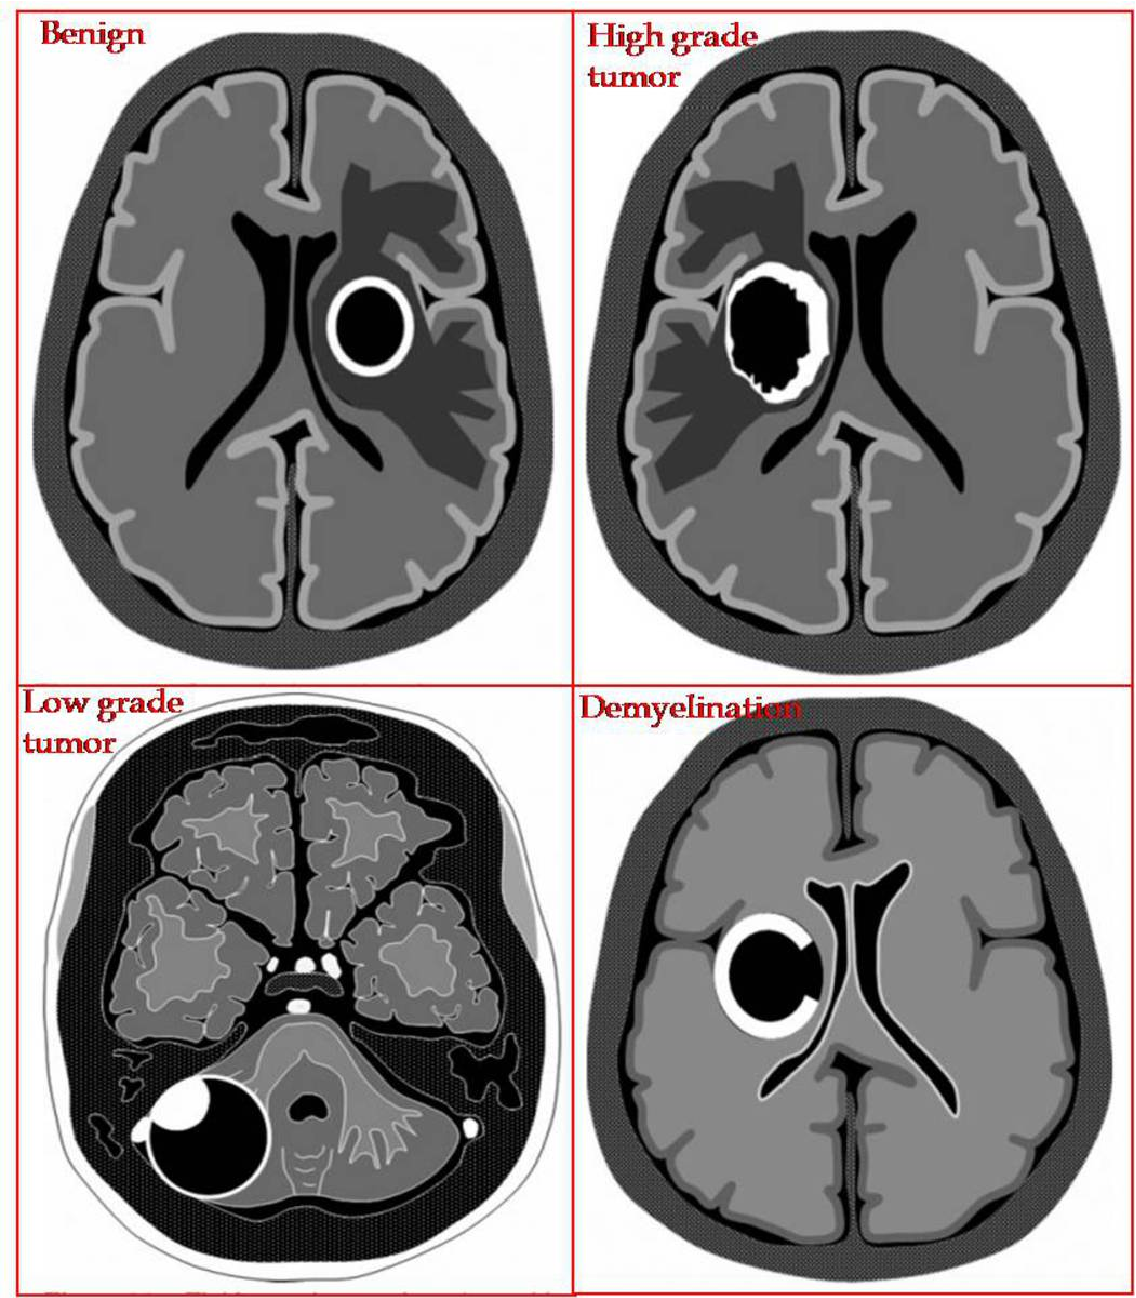 Benign
High grade
tumor
Low grade
tumor
Demyelination